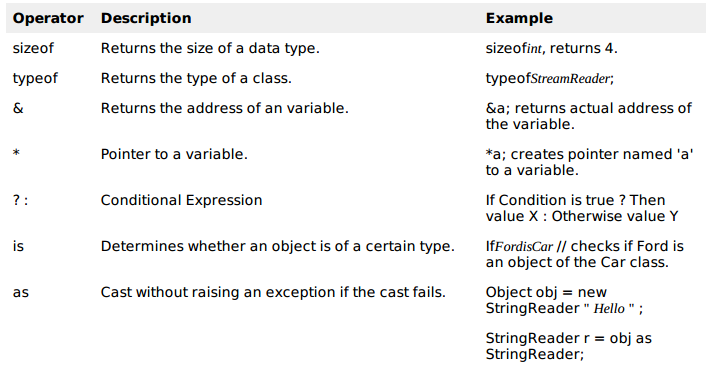 Operator Description Example
sizeof Returns the size of a data type. sizeofint, returns 4.
typeof Returns the type of a class. typeofStreamReader;
& Returns the address of an variable. &a; returns actual address of
the variable.
* Pointer to a variable. *a; creates pointer named 'a'
to a variable.
? : Conditional Expression If Condition is true ? Then
value X : Otherwise value Y
is Determines whether an object is of a certain type. IfFordisCar // checks if Ford is
an object of the Car class.
as Cast without raising an exception if the cast fails. Object obj = new
StringReader " Hello " ;
StringReader r = obj as
StringReader;